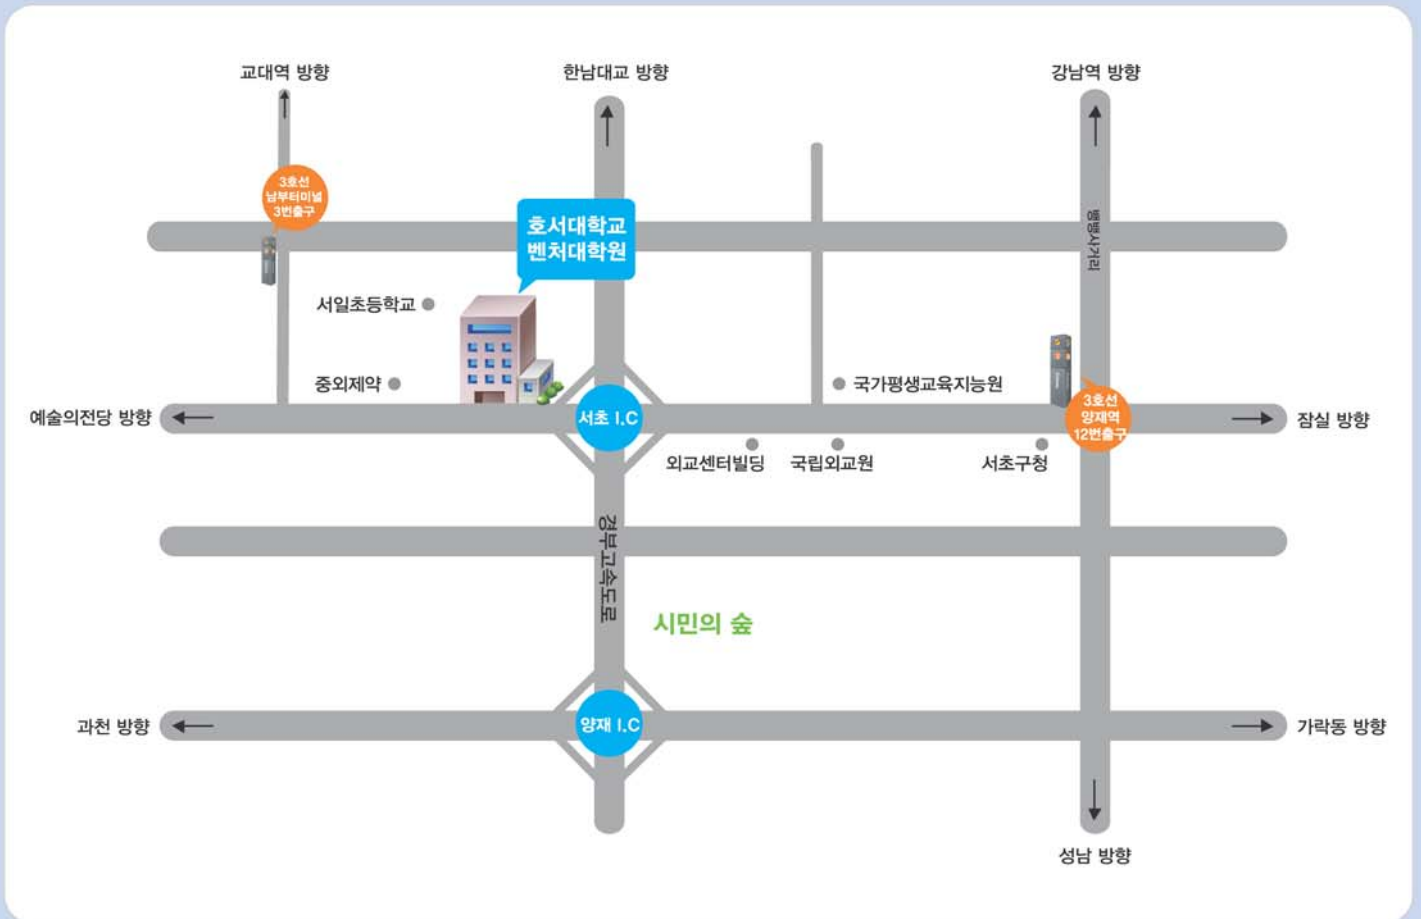 교대역 방향
한남대교 방향
강남역 방향
3호선
남부터미널
3번출구
호서대학교
벤처대학원
뱅뱅사거리
서일초등학교
중외제약
국가평생교육지능원
3호선
양재역
12번출구
예술의전당 방향
서초 I.C
잠실 방향
외교센터빌딩
국립외교원
서초구청
경부고속도로
시민의 숲
과천 방향
양재 I.C
가락동 방향
성남 방향